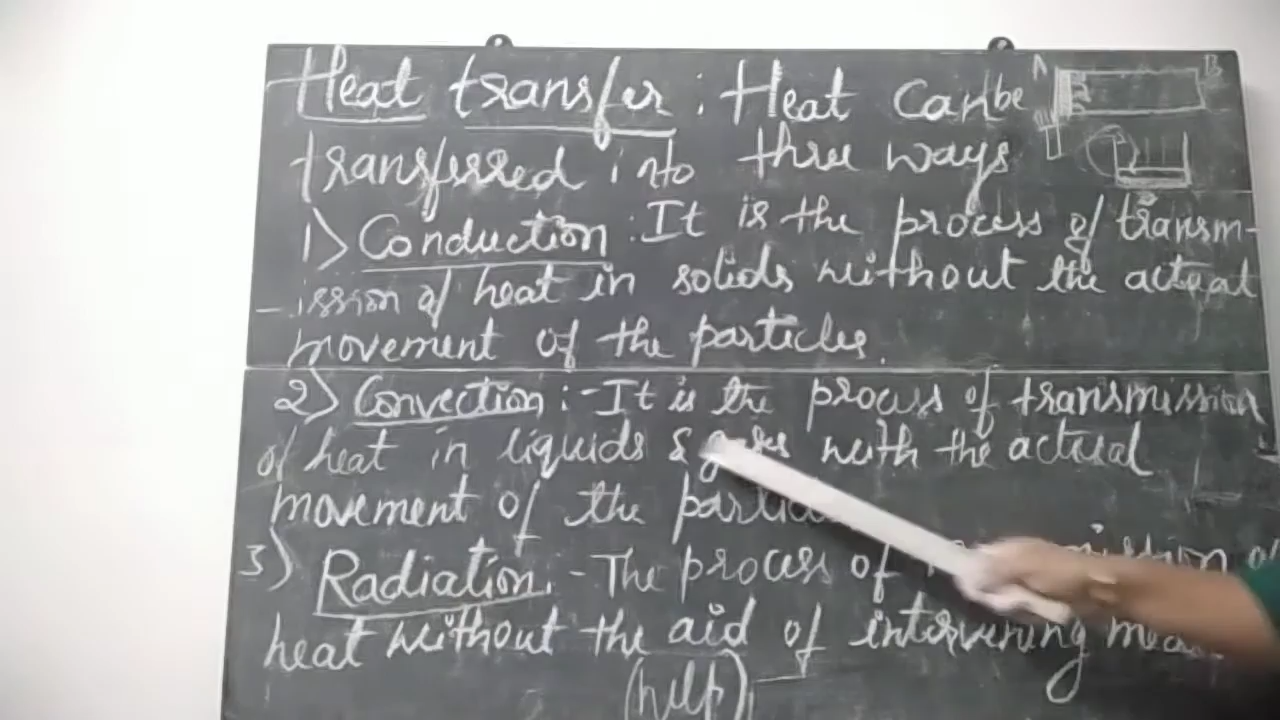 Heat transfer : Heat can be A B
transferred into three ways
1) Conduction : It is the process of transm-
-ission of heat in solids without the actual
movement of the particles.
2) Convection :- It is the process of transmission
of heat in liquids & gases with the actual
movement of the
3) Radiation. - The process of
heat without the aid of intervening
(help)